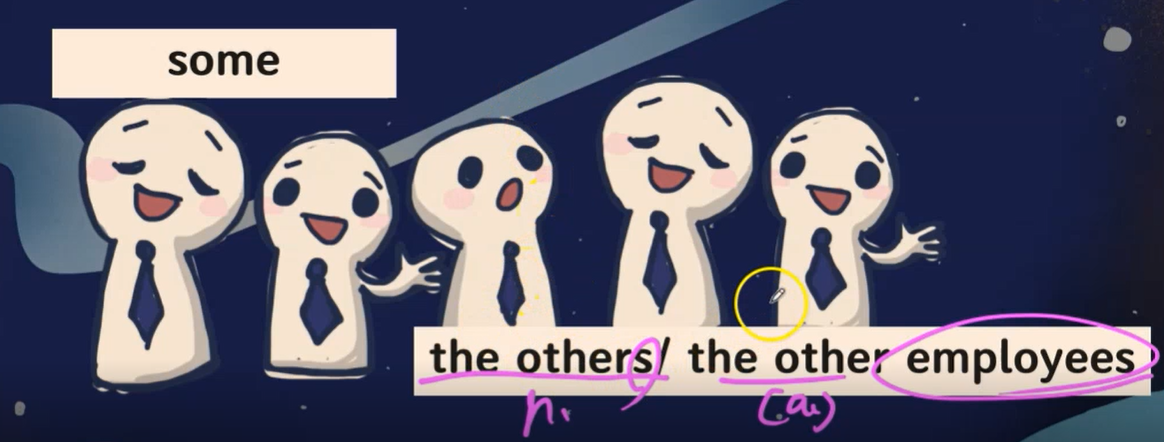 some
the others/ the other employees
n. (a.)